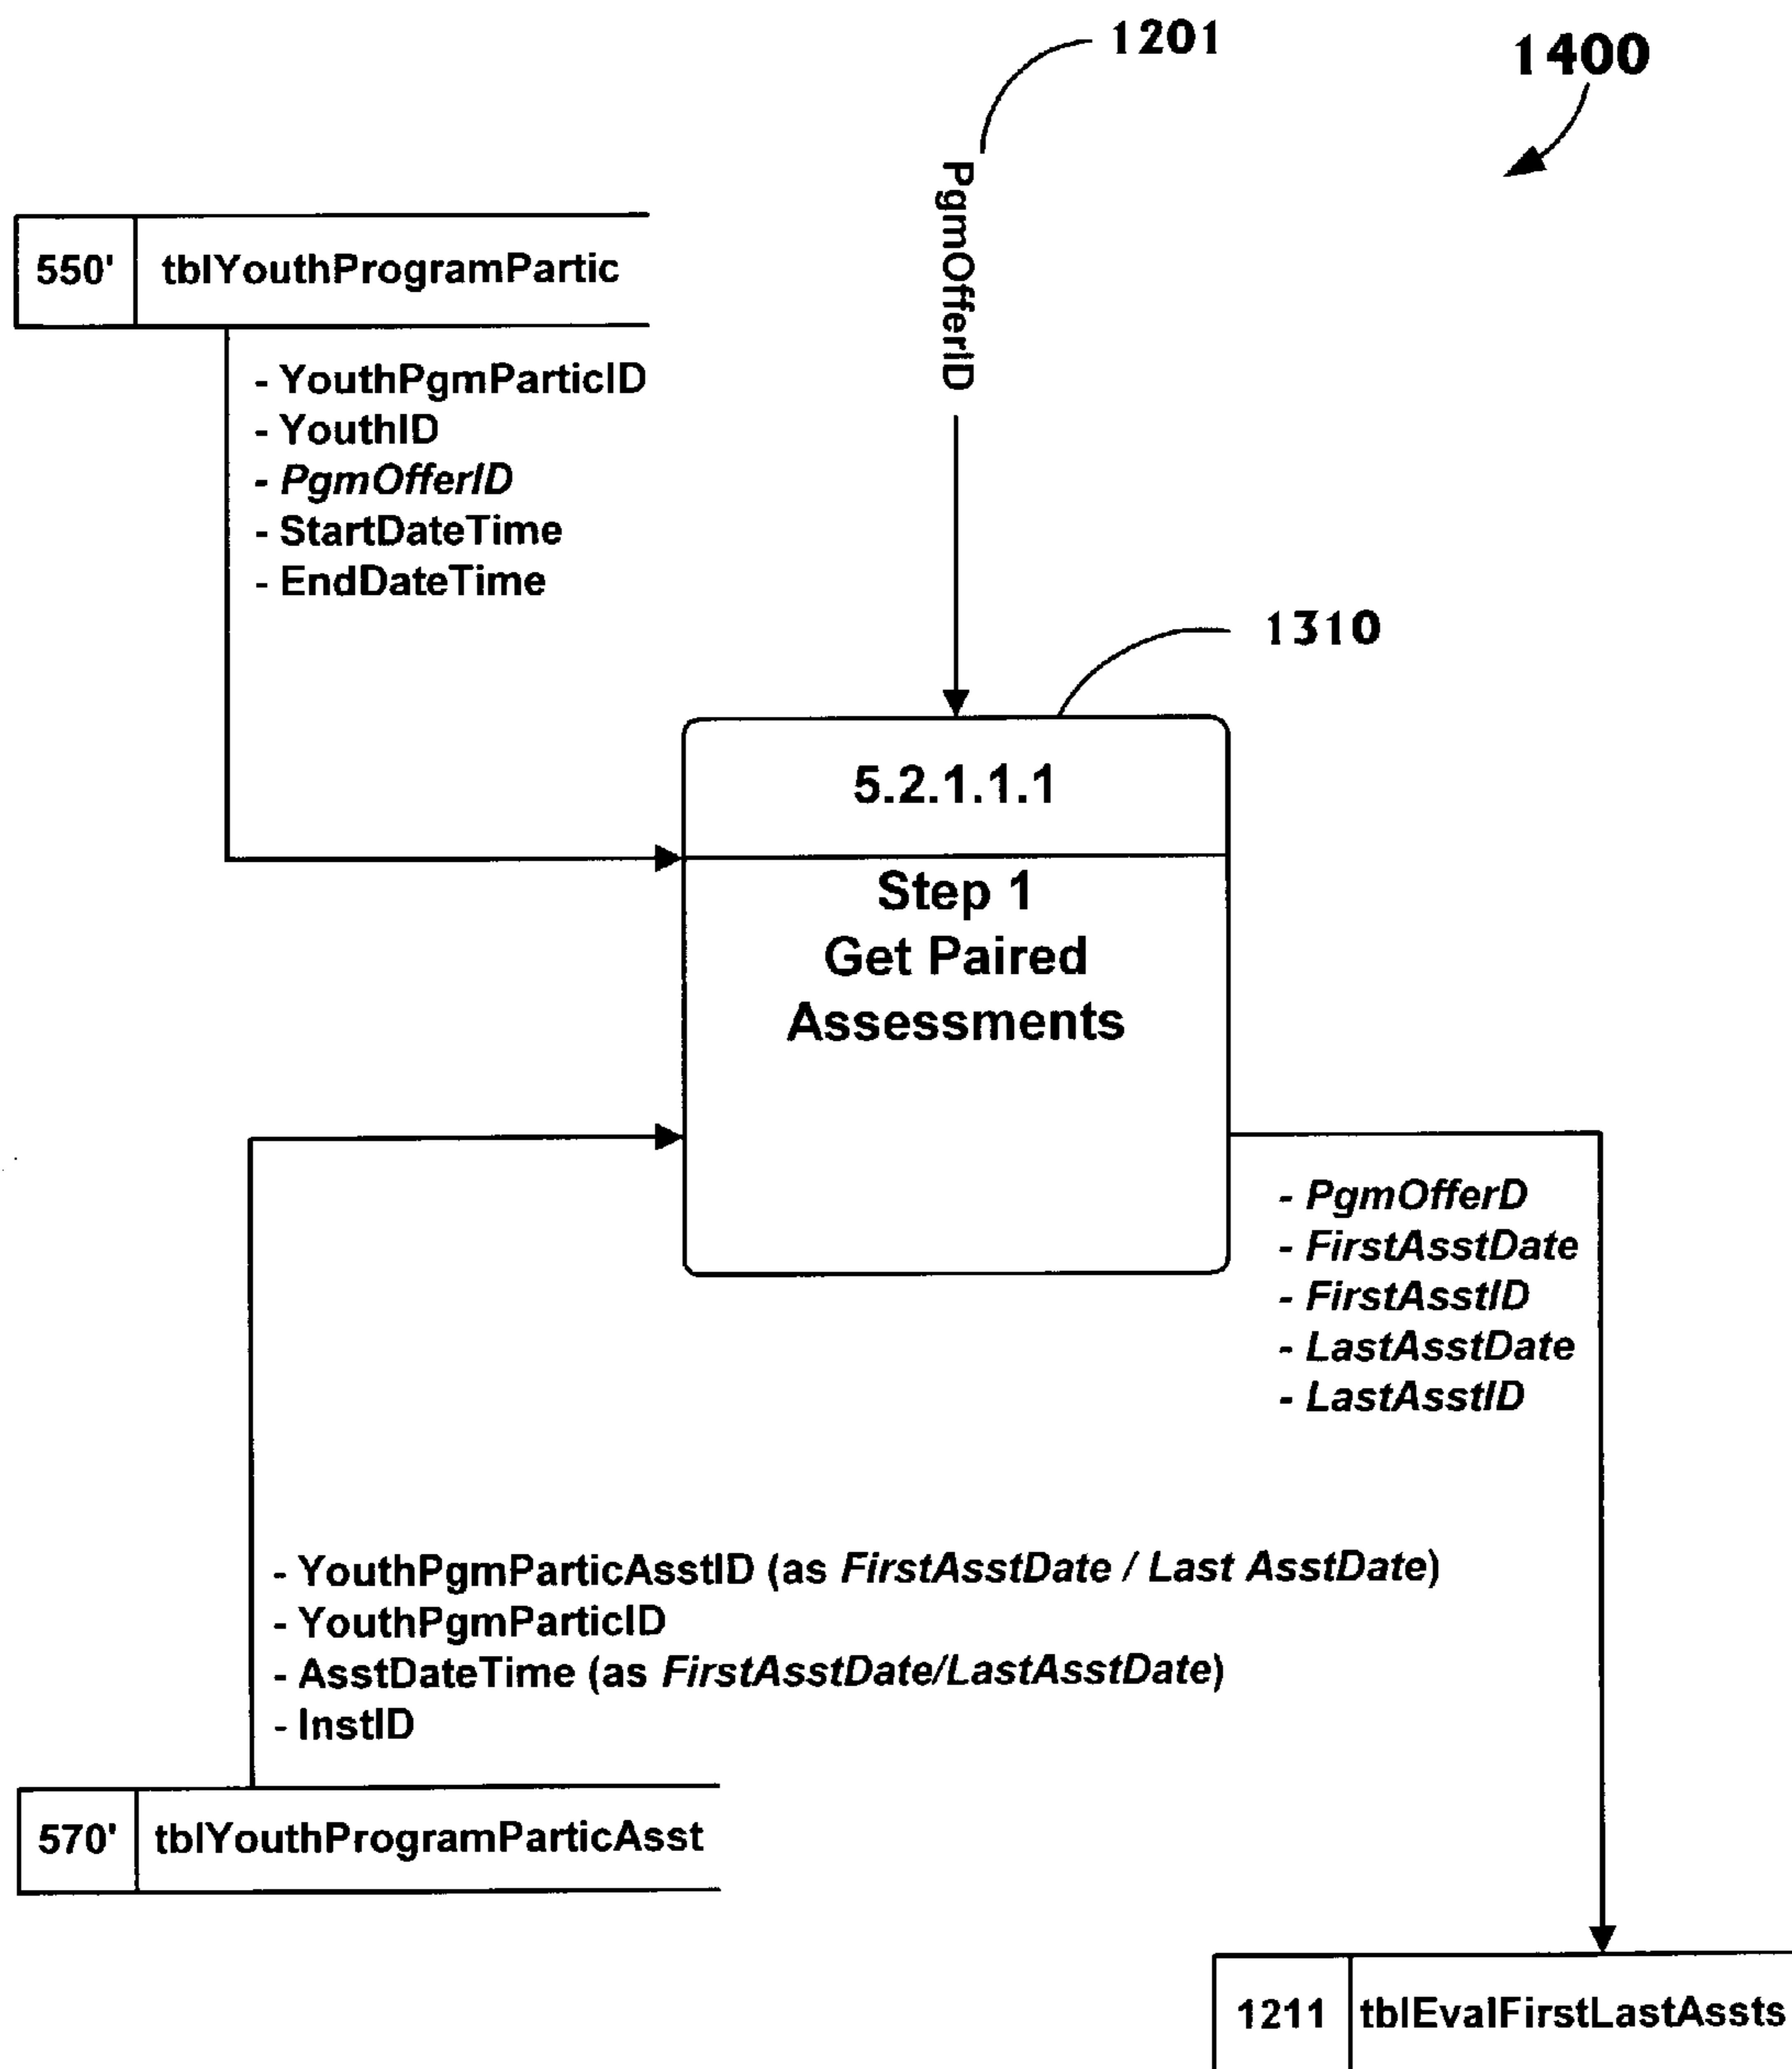 1201
1400
PgmOfferID
550' tblYouthProgramPartic
- YouthPgmParticID
- YouthID
- PgmOfferID
- StartDateTime
- EndDateTime
1310
5.2.1.1.1
Step 1
Get Paired
Assessments
- PgmOfferD
- FirstAsstDate
- FirstAsstID
- LastAsstDate
- LastAsstID
- YouthPgmParticAsstID (as FirstAsstDate / Last AsstDate)
- YouthPgmParticID
- AsstDateTime (as FirstAsstDate/LastAsstDate)
- InstID
570' tblYouthProgramParticAsst
1211 tblEvalFirstLastAssts